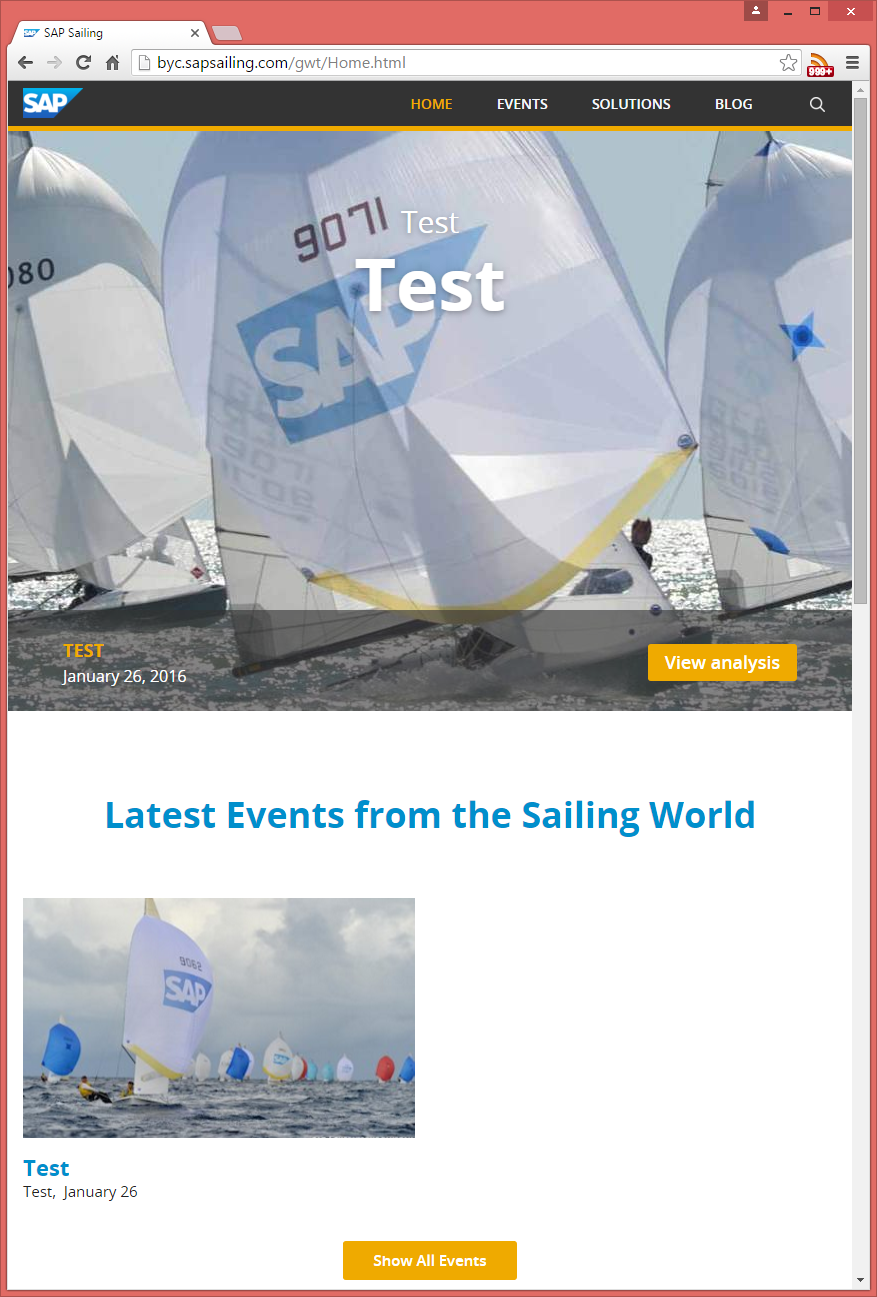 SAP Sailing
byc.sapsailing.com/gwt/Home.html
999+
SAP
HOME EVENTS SOLUTIONS BLOG
9071
Test
080
Test
SAP
TEST
January 26, 2016
View analysis
Latest Events from the Sailing World
SAP
Test
Test, January 26
Show All Events